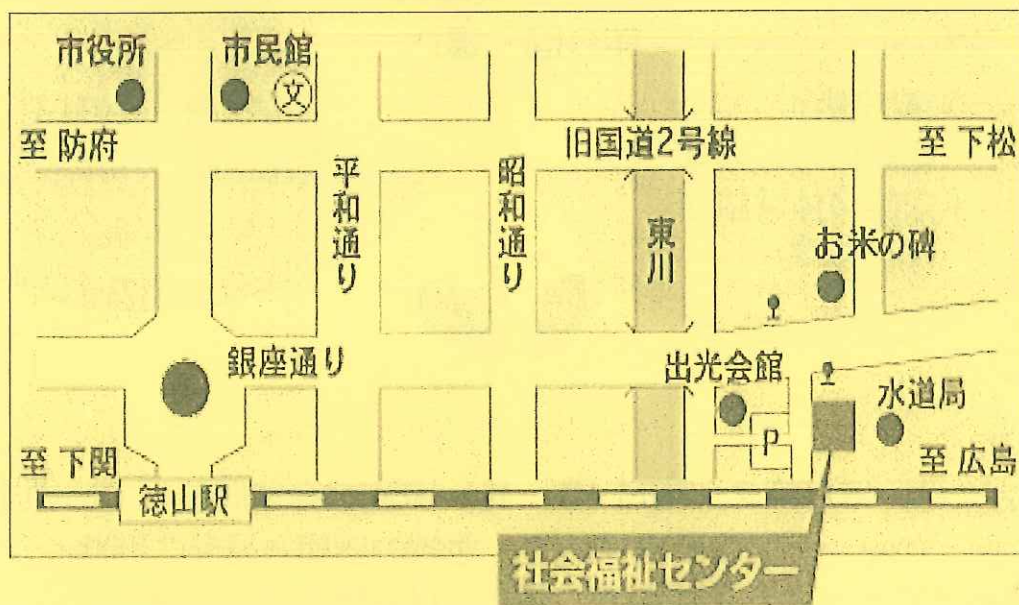 市役所
市民館
文
至 防府
旧国道2号線
至 下松
平和通り
昭和通り
東川
お米の碑
銀座通り
出光会館
水道局
P
至 下関
至 広島
徳山駅
社会福祉センター